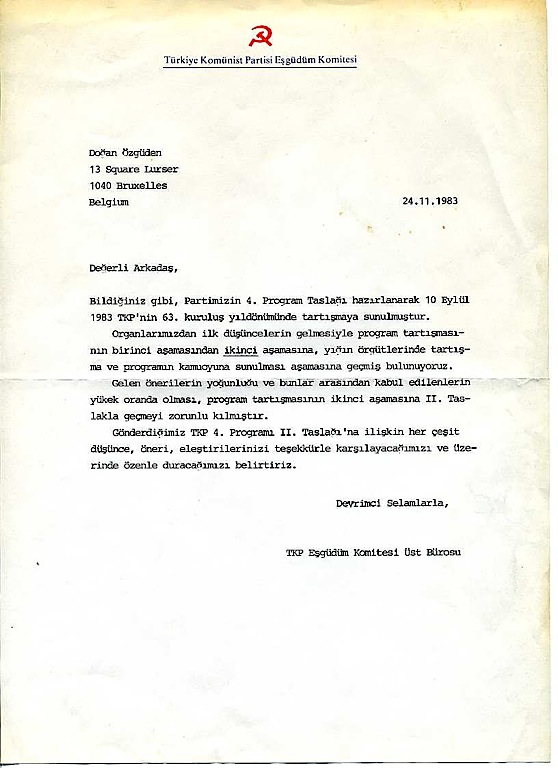 Türkiye Komünist Partisi Eşgüdüm Komitesi
Doğan Özgüden
13 Square Lurser
1040 Bruxelles
Belgium
24.11.1983
Değerli Arkadaş,
Bildiğiniz gibi, Partimizin 4. Program Taslağı hazırlanarak 10 Eylül
1983 TKP'nin 63. kuruluş yıldönümünde tartışmaya sunulmuştur.
Organlarımızdan ilk düşüncelerin gelmesiyle program tartışması-
nın birinci aşamasından ikinci aşamasına, yığın örgütlerinde tartış-
ma ve programın kamuoyuna sunulması aşamasına geçmiş bulunuyoruz.
Gelen önerilerin yoğunluğu ve bunlar arasından kabul edilenlerin
yükek oranda olması, program tartışmasının ikinci aşamasına II. Tas-
lakla geçmeyi zorunlu kılmıştır.
Gönderdiğimiz TKP 4. Programı II. Taslağı'na ilişkin her çeşit
düşünce, öneri, eleştirilerinizi teşekkürle karşılayacağımızı ve üze-
rinde özenle duracağımızı belirtiriz.
Devrimci Selamlarla,
TKP Eşgüdüm Komitesi Üst Bürosu